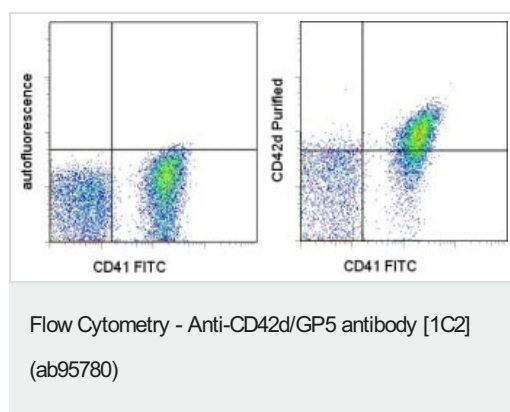 autofluorescence
CD41 FITC
CD42d Purified
CD41 FITC
Flow Cytometry - Anti-CD42d/GP5 antibody [1C2]
(ab95780)